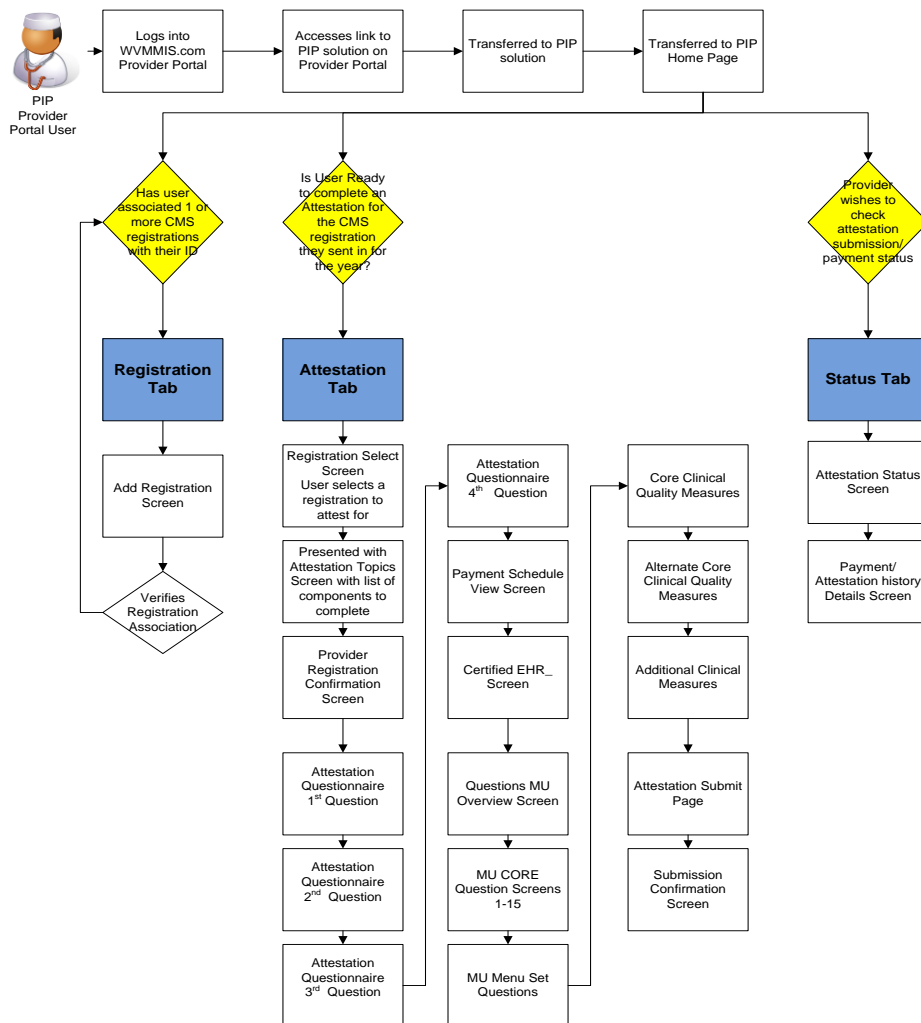 PIP
Provider
Portal User
Logs into
WVMMIS.com
Provider Portal
Accesses link to
PIP solution on
Provider Portal
Transferred to PIP
solution
Transferred to PIP
Home Page
Has user
associated 1 or
more CMS
registrations
with their ID
Is User Ready
to complete an
Attestation for
the CMS
registration
they sent in for
the year?
Provider
wishes to
check
attestation
submission/
payment status
Registration
Tab
Attestation
Tab
Status Tab
Add Registration
Screen
Verifies
Registration
Association
Registration Select
Screen
User selects a
registration to
attest for
Presented with
Attestation Topics
Screen with list of
components to
complete
Provider
Registration
Confirmation
Screen
Attestation
Questionnaire
1st Question
Attestation
Questionnaire
2nd Question
Attestation
Questionnaire
3rd Question
Attestation
Questionnaire
4th Question
Payment Schedule
View Screen
Certified EHR_
Screen
Questions MU
Overview Screen
MU CORE
Question Screens
1-15
MU Menu Set
Questions
Core Clinical
Quality Measures
Alternate Core
Clinical Quality
Measures
Additional Clinical
Measures
Attestation Submit
Page
Submission
Confirmation
Screen
Attestation Status
Screen
Payment/
Attestation history
Details Screen